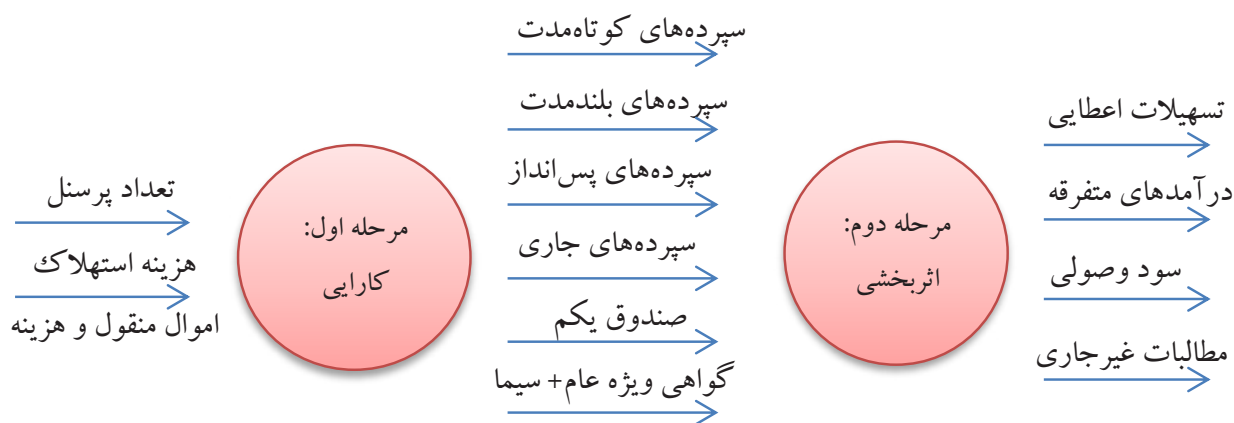 تعداد پرسنل
هزینه استهلاک
اموال منقول و هزینه
مرحله اول:
کارایی
سپرده‌های کوتاه‌مدت
سپرده‌های بلندمدت
سپرده‌های پس‌انداز
سپرده‌های جاری
صندوق یکم
گواهی ویژه عام+ سیما
مرحله دوم:
اثربخشی
تسهیلات اعطایی
درآمدهای متفرقه
سود وصولی
مطالبات غیرجاری